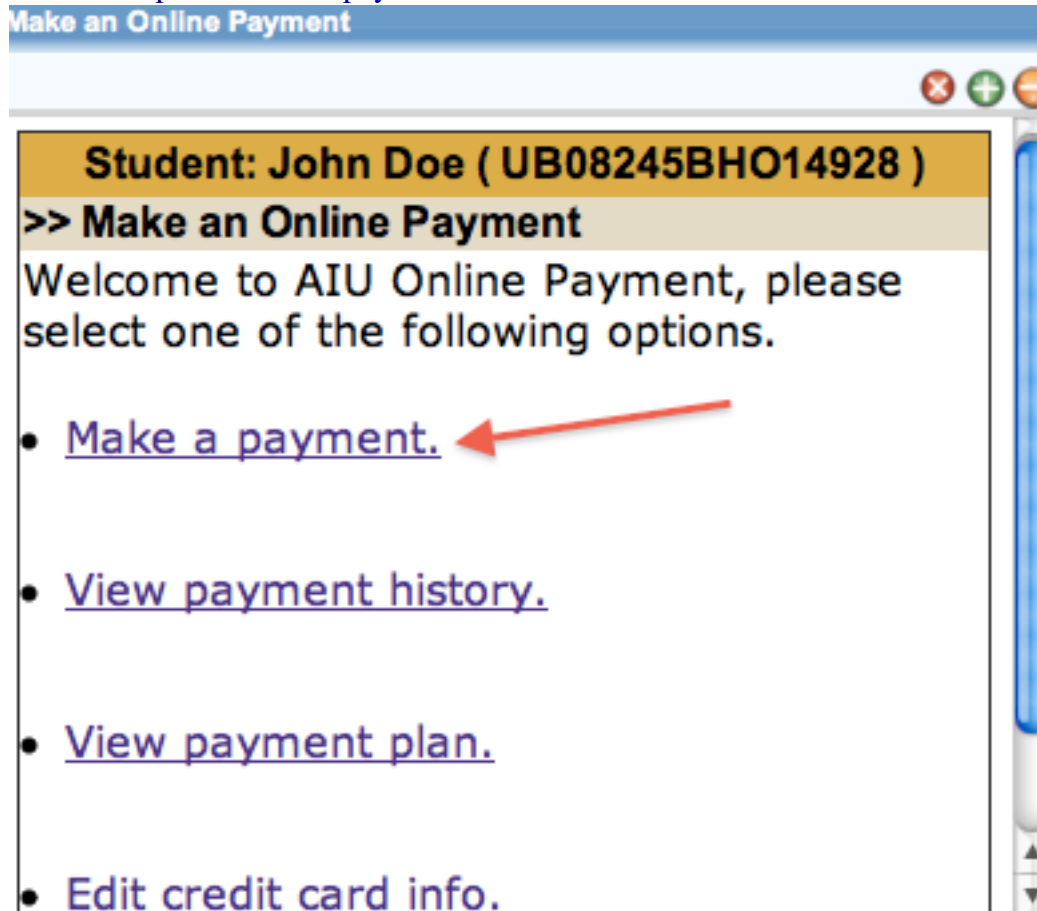 Make an Online Payment
Student: John Doe ( UB08245BHO14928 )
>> Make an Online Payment
Welcome to AIU Online Payment, please
select one of the following options.
• Make a payment.
• View payment history.
• View payment plan.
• Edit credit card info.